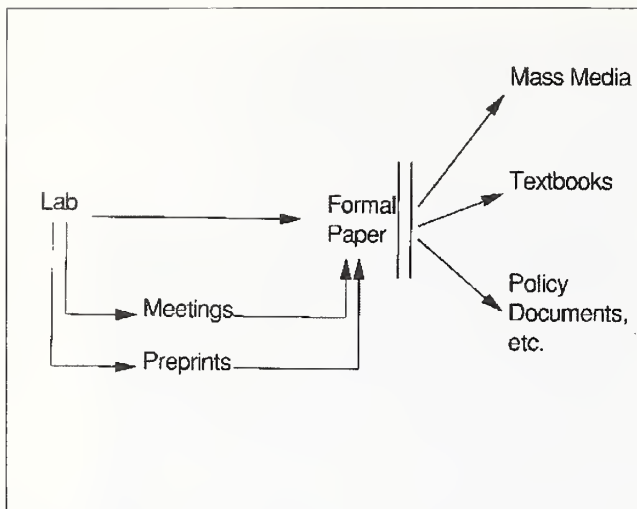 Mass Media
Textbooks
Lab
Formal
Paper
Policy
Documents,
etc.
Meetings
Preprints